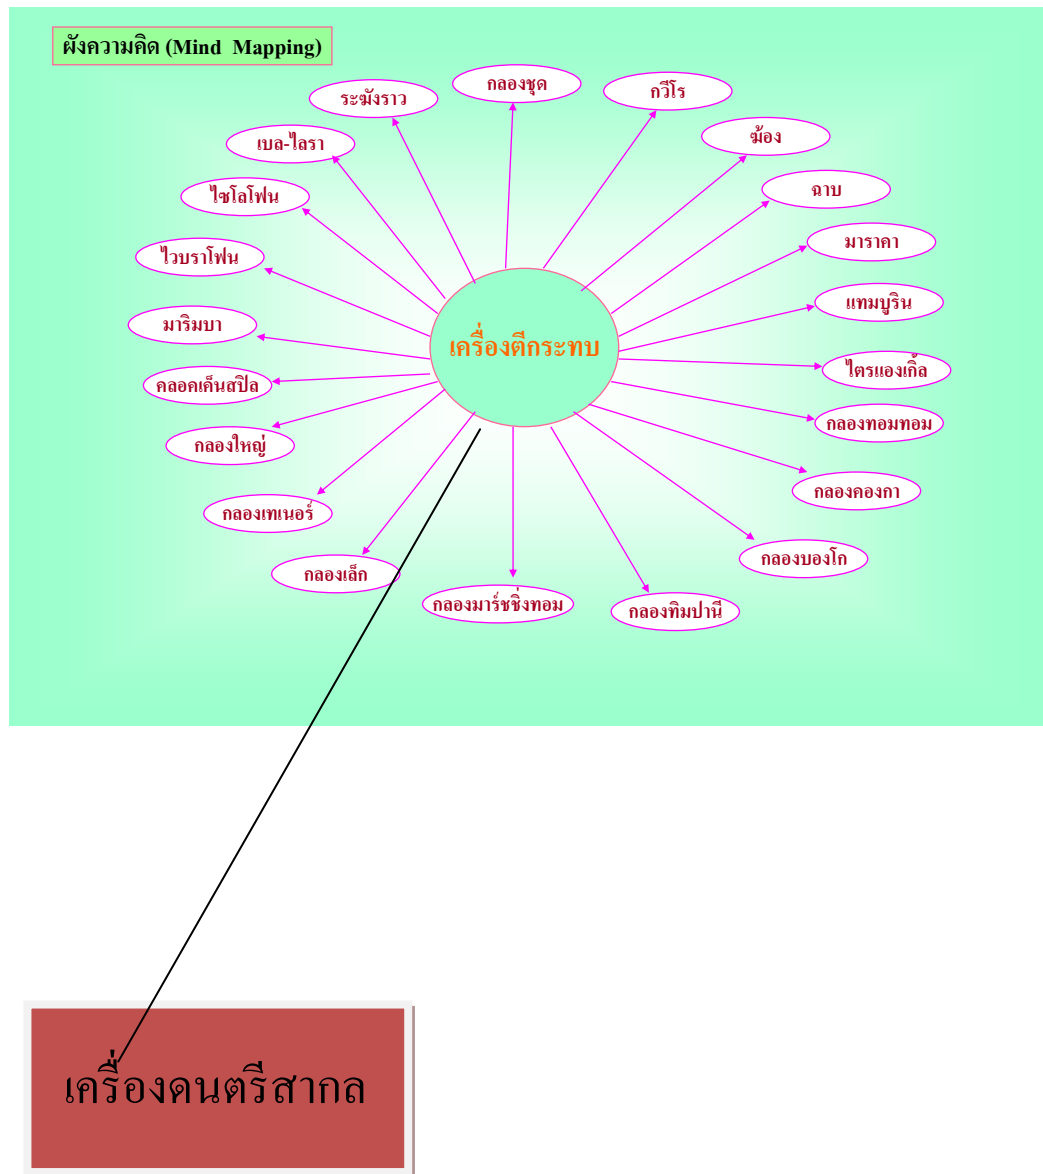 ผังความคิด (Mind Mapping)
กลองชุด
กวีโร
ระฆังราว
ฆ้อง
เบล-ไลรา
ฉาบ
ไซโลโฟน
มาราคา
ไวบราโฟน
แทมบูริน
มาริมบา
เครื่องตีกระทบ
ไตรแองเกิ้ล
คลอคเค็นสปิล
กลองทอมทอม
กลองใหญ่
กลองคองกา
กลองเทเนอร์
กลองบองโก
กลองเล็ก
กลองมาร์ชชิ่งทอม
กลองทิมปานี
เครื่องดนตรีสากล